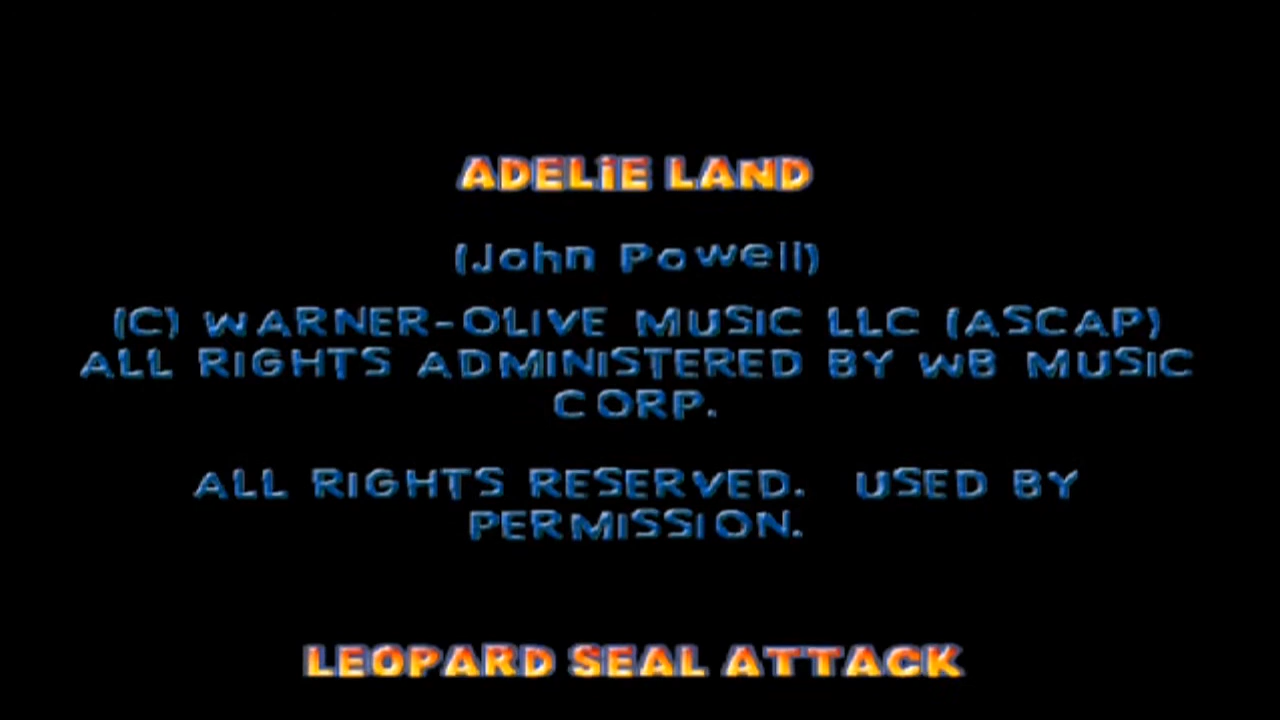 ADELiE LAND
(John Powell)
(C) WARNER-OLIVE MUSIC LLC (ASCAP)
ALL RIGHTS ADMINISTERED BY WB MUSIC
CORP.
ALL RIGHTS RESERVED. USED BY
PERMISSION.
LEOPARD SEAL ATTACK